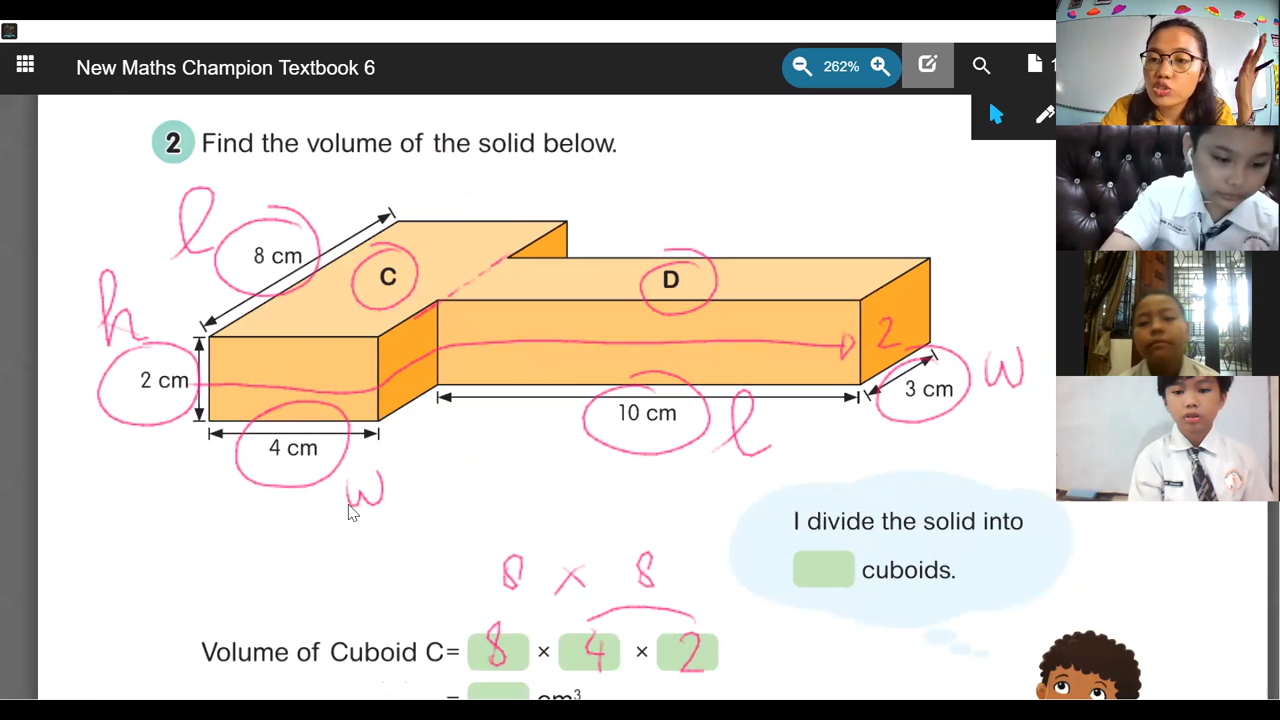 New Maths Champion Textbook 6
262%
2 Find the volume of the solid below.
l
8 cm
C
D
h
2 cm
2
3 cm
w
10 cm
l
4 cm
w
I divide the solid into
cuboids.
8 × 8
Volume of Cuboid C= 8 × 4 × 2
= cm³